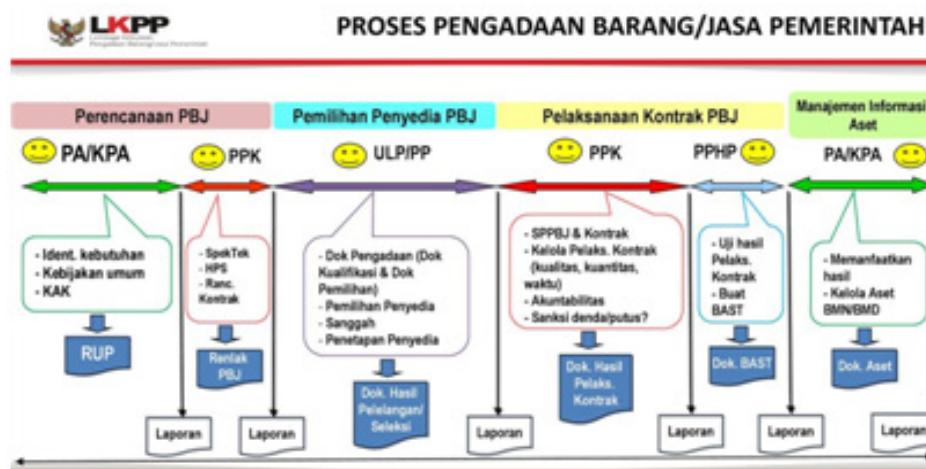 LKPP
PROSES PENGADAAN BARANG/JASA PEMERINTAH
Perencanaan PBJ
Pemilihan Penyedia PBJ
Pelaksanaan Kontrak PBJ
Manajemen Informasi
Aset
PA/KPA
PPK
ULP/PP
PPK
PPHP
PA/KPA
- Ident. kebutuhan
- Kebijakan umum
- KAK
- SpekTek
- HPS
- Ranc.
Kontrak
- Dok Pengadaan (Dok
Kualifikasi & Dok
Pemilihan)
- Pemilihan Penyedia
- Sanggah
- Penetapan Penyedia
- SPPBJ & Kontrak
- Kelola Pelaks. Kontrak
(kualitas, kuantitas,
waktu)
- Akuntabilitas
- Sanksi denda/putus?
- Uji hasil
Pelaks.
Kontrak
- Buat
BAST
- Memanfaatkan
hasil
- Kelola Aset
BMN/BMD
RUP
Renlak
PBJ
Dok. Hasil
Pelelangan/
Seleksi
Dok. Hasil
Pelaks.
Kontrak
Dok. BAST
Dok. Aset
Laporan
Laporan
Laporan
Laporan
Laporan
Laporan